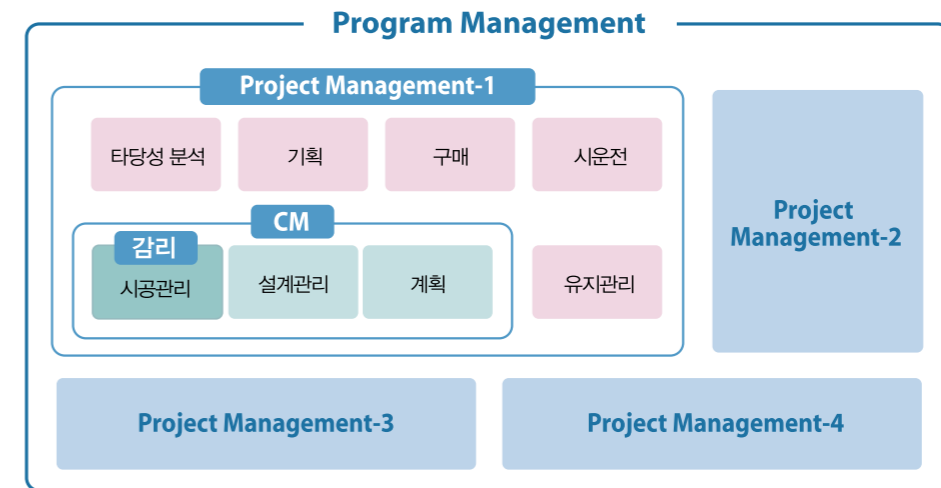 Program Management
Project Management-1
타당성 분석
기획
구매
시운전
CM
감리
시공관리
설계관리
계획
유지관리
Project
Management-2
Project Management-3
Project Management-4